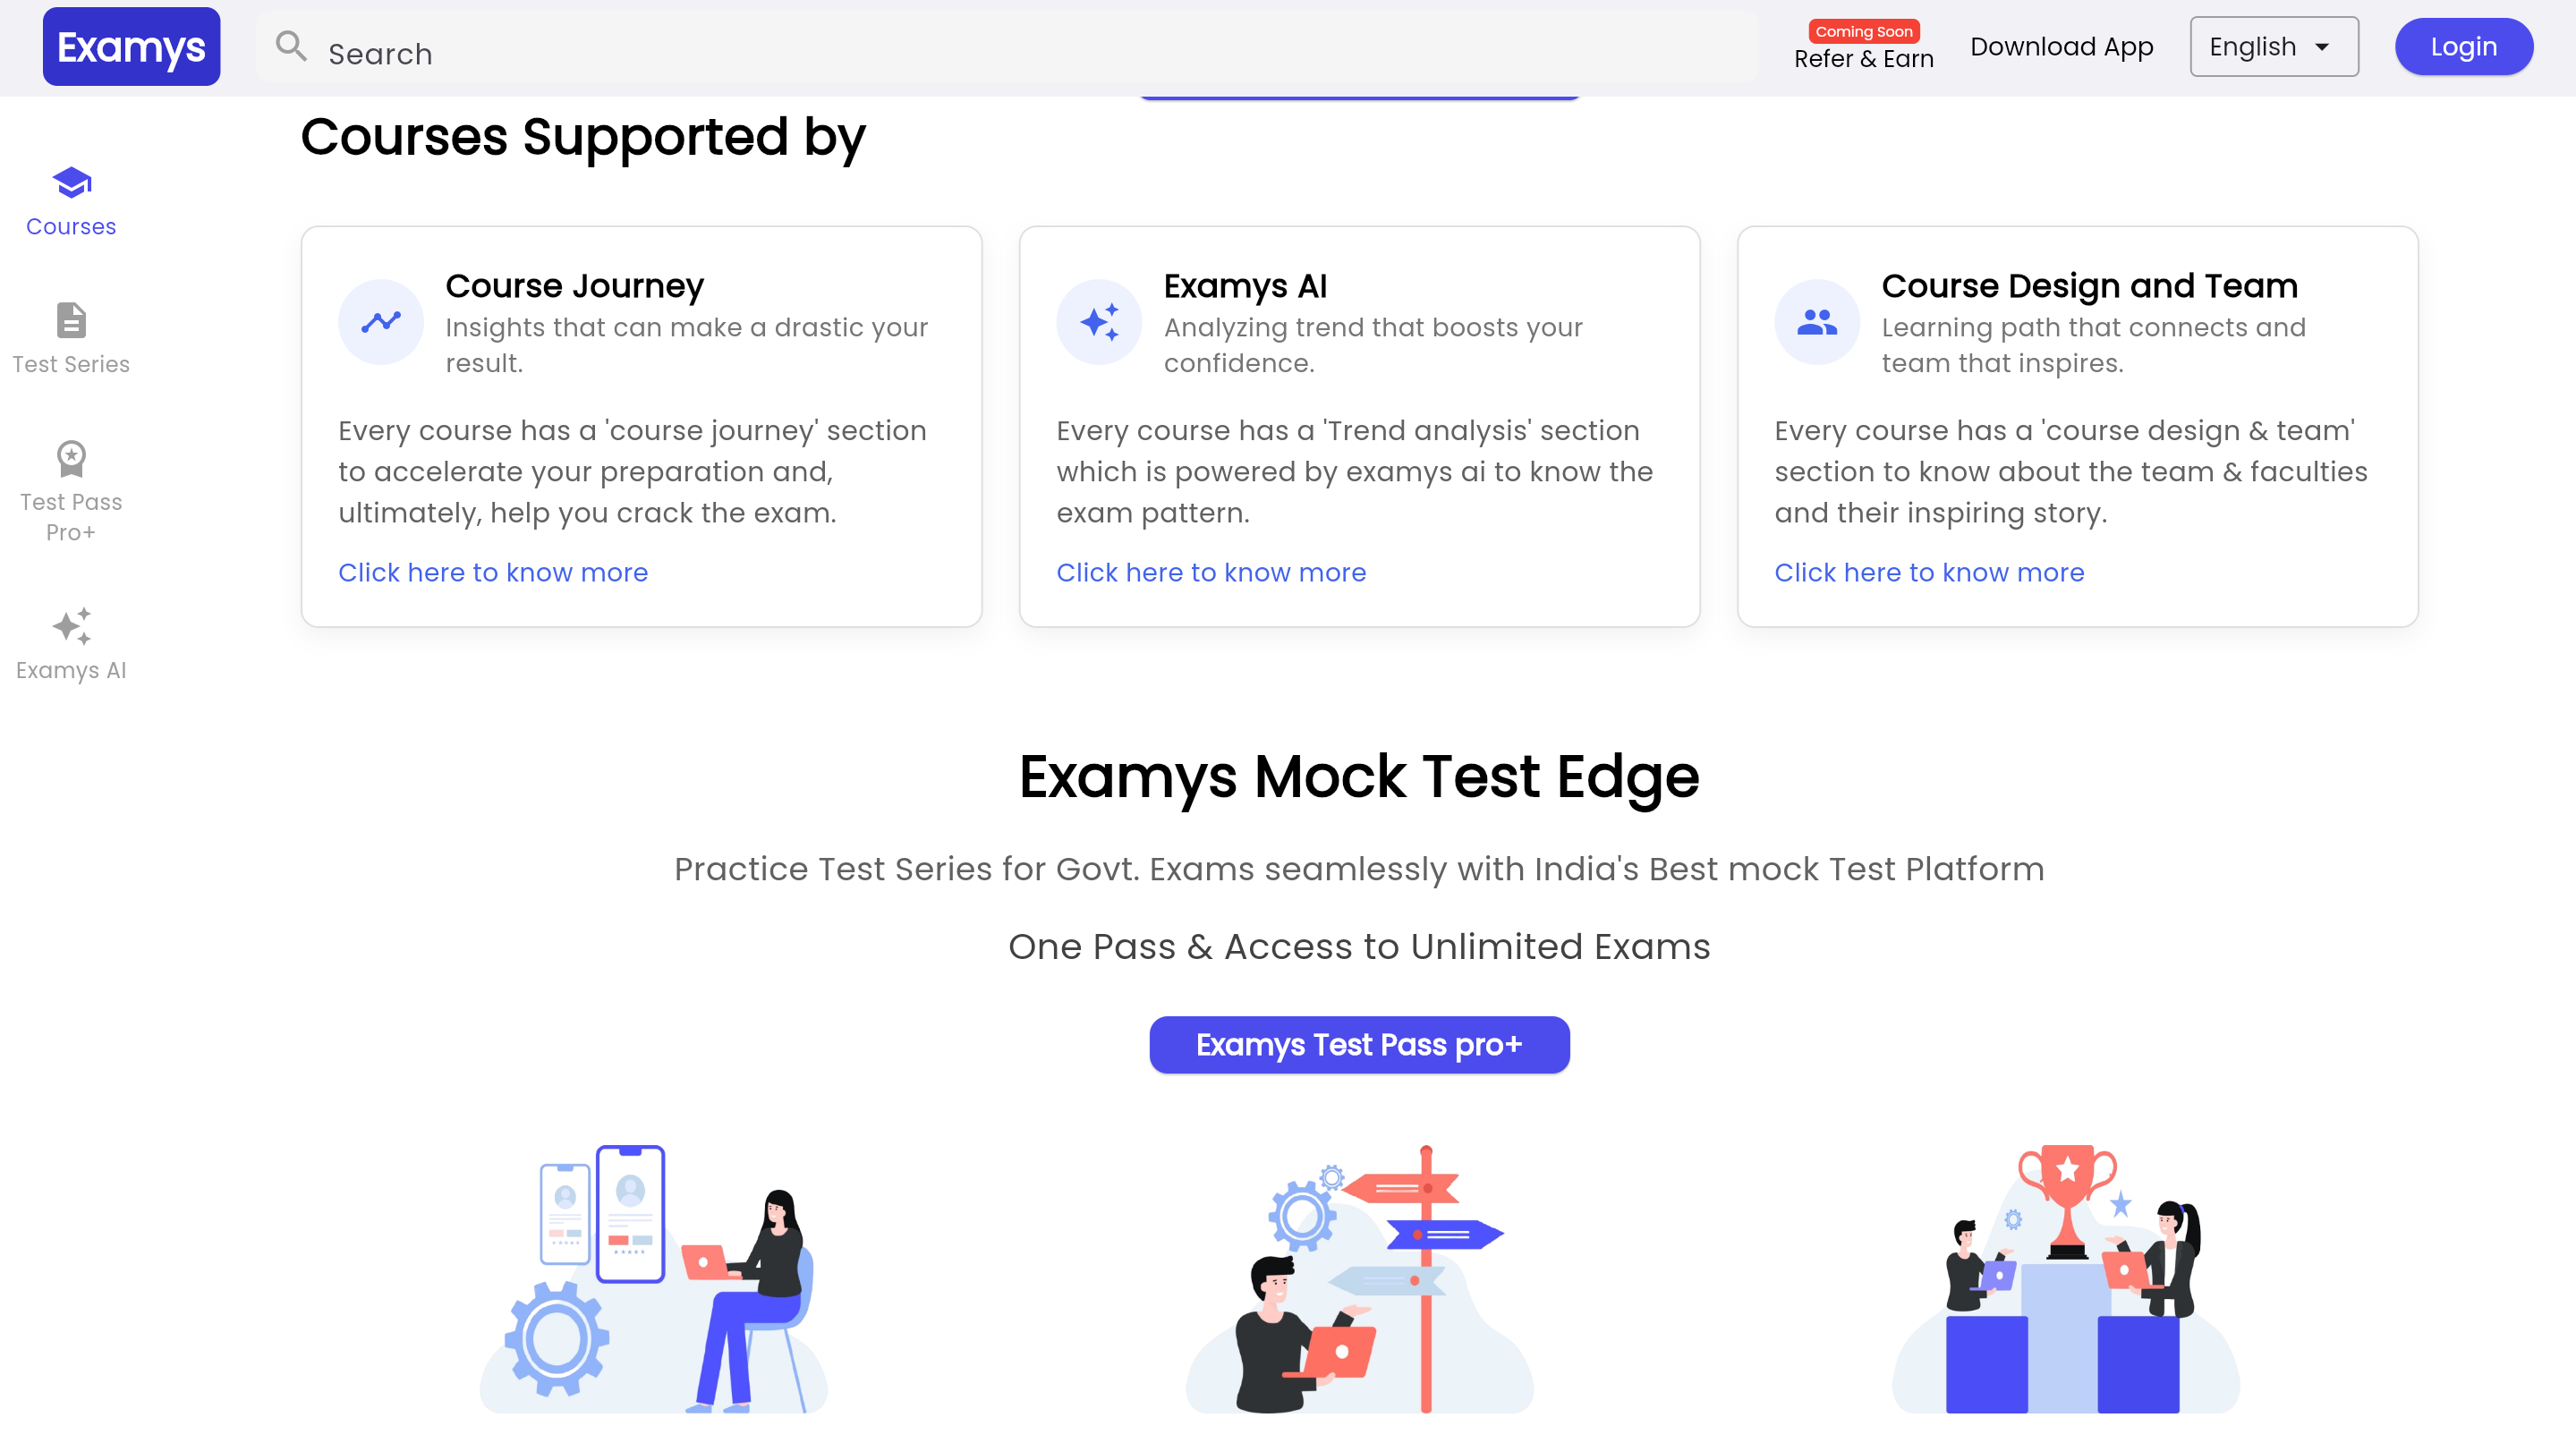 Examys
Search
Coming Soon
Refer & Earn
Download App
English
Login
Courses
Test Series
Test Pass
Pro+
Examys AI
Courses Supported by
Course Journey
Insights that can make a drastic your
result.
Every course has a 'course journey' section
to accelerate your preparation and,
ultimately, help you crack the exam.
Click here to know more
Examys AI
Analyzing trend that boosts your
confidence.
Every course has a 'Trend analysis' section
which is powered by examys ai to know the
exam pattern.
Click here to know more
Course Design and Team
Learning path that connects and
team that inspires.
Every course has a 'course design & team'
section to know about the team & faculties
and their inspiring story.
Click here to know more
Examys Mock Test Edge
Practice Test Series for Govt. Exams seamlessly with India's Best mock Test Platform
One Pass & Access to Unlimited Exams
Examys Test Pass pro+